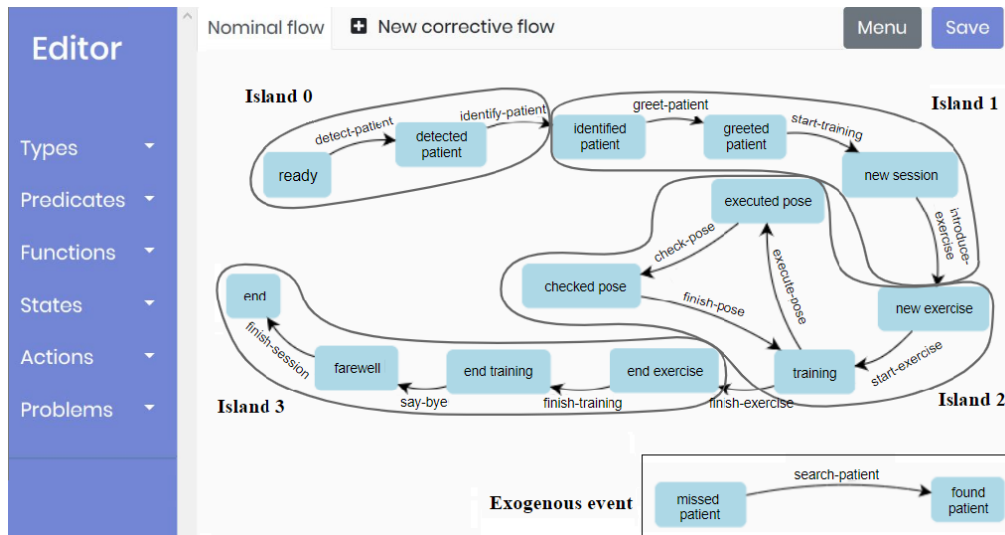 Editor
Types
Predicates
Functions
States
Actions
Problems
Nominal flow
New corrective flow
Menu
Save
Island 0
detect-patient
identify-patient
ready
detected
patient
Island 1
greet-patient
start-training
identified
patient
greeted
patient
new session
introduce-
exercise
executed pose
check-pose
execute-pose
checked pose
finish-pose
new exercise
start-exercise
training
Island 2
finish-exercise
end exercise
finish-training
end training
say-bye
farewell
finish-session
end
Island 3
Exogenous event
search-patient
missed
patient
found
patient